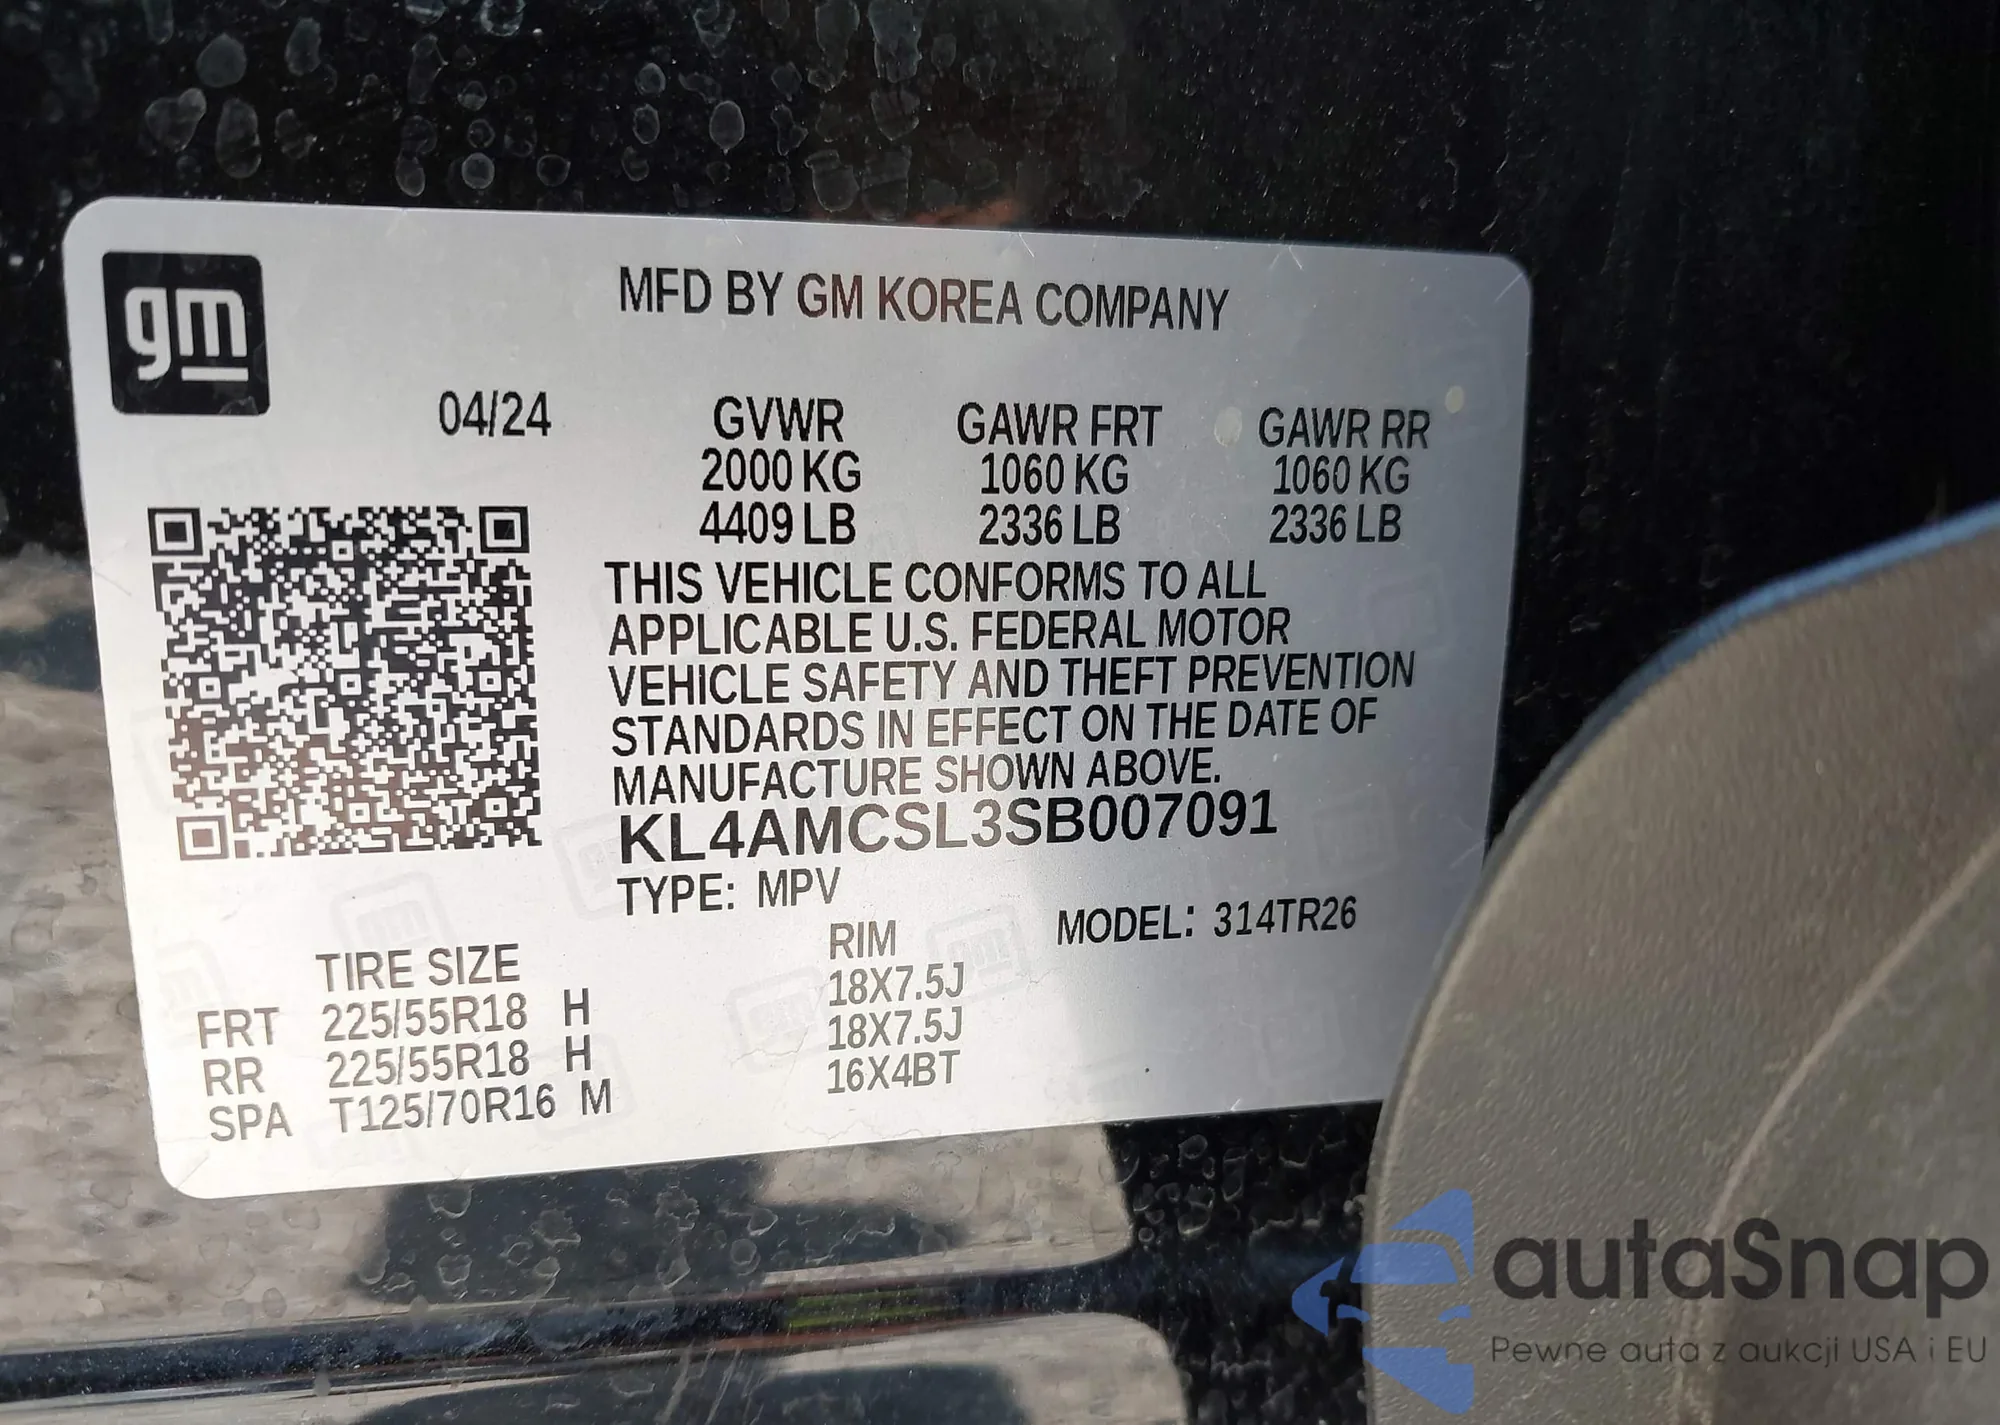 gm
MFD BY GM KOREA COMPANY
04/24
GVWR GAWR FRT GAWR RR
2000 KG 1060 KG 1060 KG
4409 LB 2336 LB 2336 LB
THIS VEHICLE CONFORMS TO ALL
APPLICABLE U.S. FEDERAL MOTOR
VEHICLE SAFETY AND THEFT PREVENTION
STANDARDS IN EFFECT ON THE DATE OF
MANUFACTURE SHOWN ABOVE.
KL4AMCSL3SB007091
TYPE: MPV
MODEL: 314TR26
TIRE SIZE RIM
FRT 225/55R18 H 18X7.5J
RR 225/55R18 H 18X7.5J
SPA T125/70R16 M 16X4BT
autaSnap
Pewne auta z aukcji USA i EU